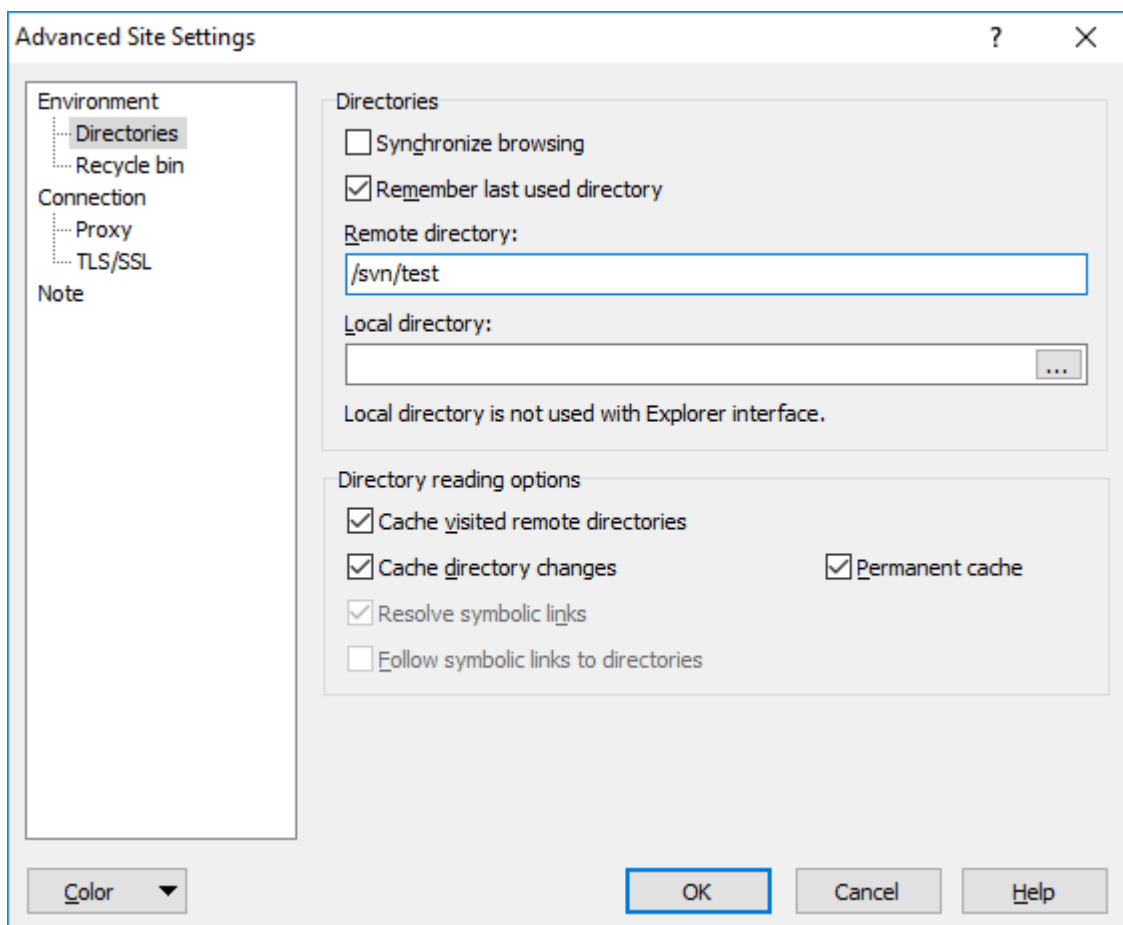 Advanced Site Settings
?
Environment
Directories
Recycle bin
Connection
Proxy
TLS/SSL
Note
Directories
Synchronize browsing
Remember last used directory
Remote directory:
/svn/test
Local directory:
...
Local directory is not used with Explorer interface.
Directory reading options
Cache visited remote directories
Cache directory changes
Permanent cache
Resolve symbolic links
Follow symbolic links to directories
Color
OK
Cancel
Help